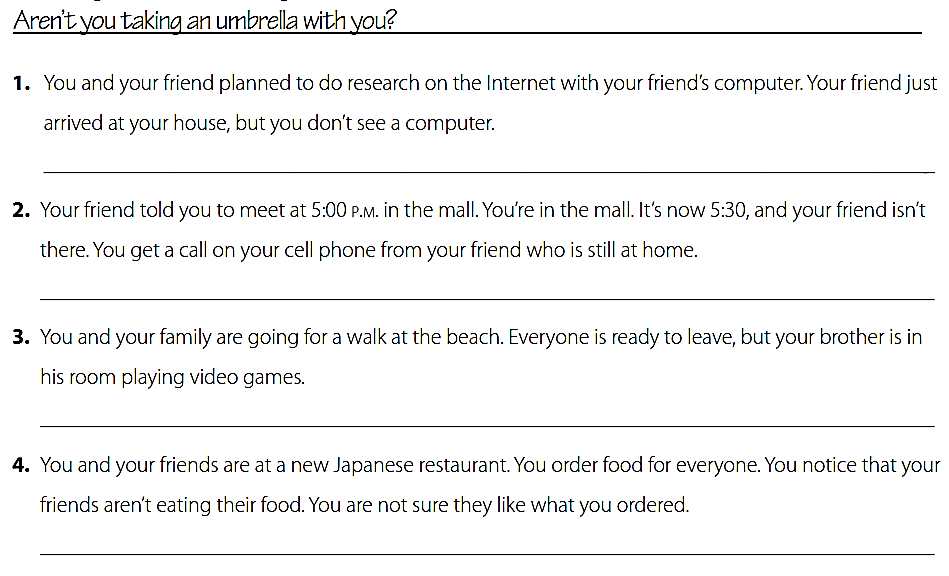 Aren't you taking an umbrella with you?
1. You and your friend planned to do research on the Internet with your friend's computer. Your friend just
arrived at your house, but you don't see a computer.
2. Your friend told you to meet at 5:00 P.M. in the mall. You're in the mall. It's now 5:30, and your friend isn't
there. You get a call on your cell phone from your friend who is still at home.
3. You and your family are going for a walk at the beach. Everyone is ready to leave, but your brother is in
his room playing video games.
4. You and your friends are at a new Japanese restaurant. You order food for everyone. You notice that your
friends aren't eating their food. You are not sure they like what you ordered.